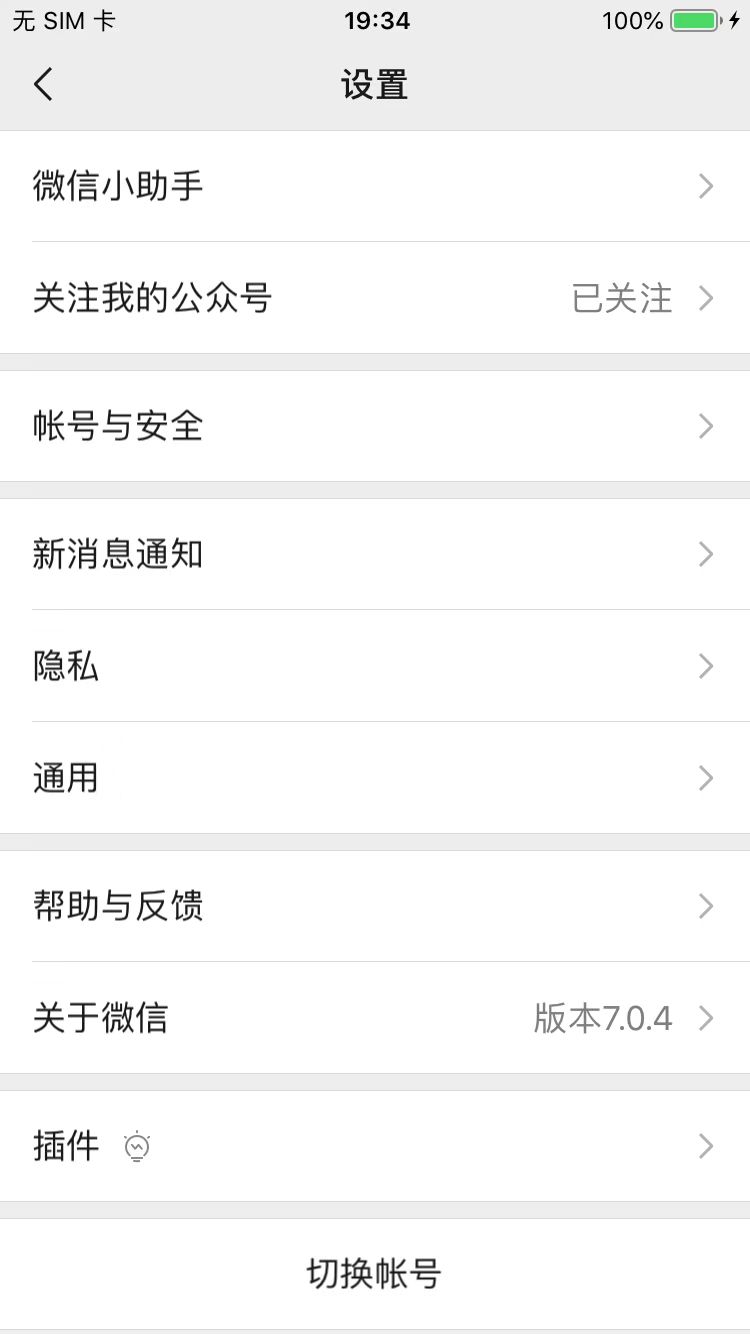 无 SIM 卡 19:34 100%
设置
微信小助手
关注我的公众号 已关注
帐号与安全
新消息通知
隐私
通用
帮助与反馈
关于微信 版本7.0.4
插件
切换帐号